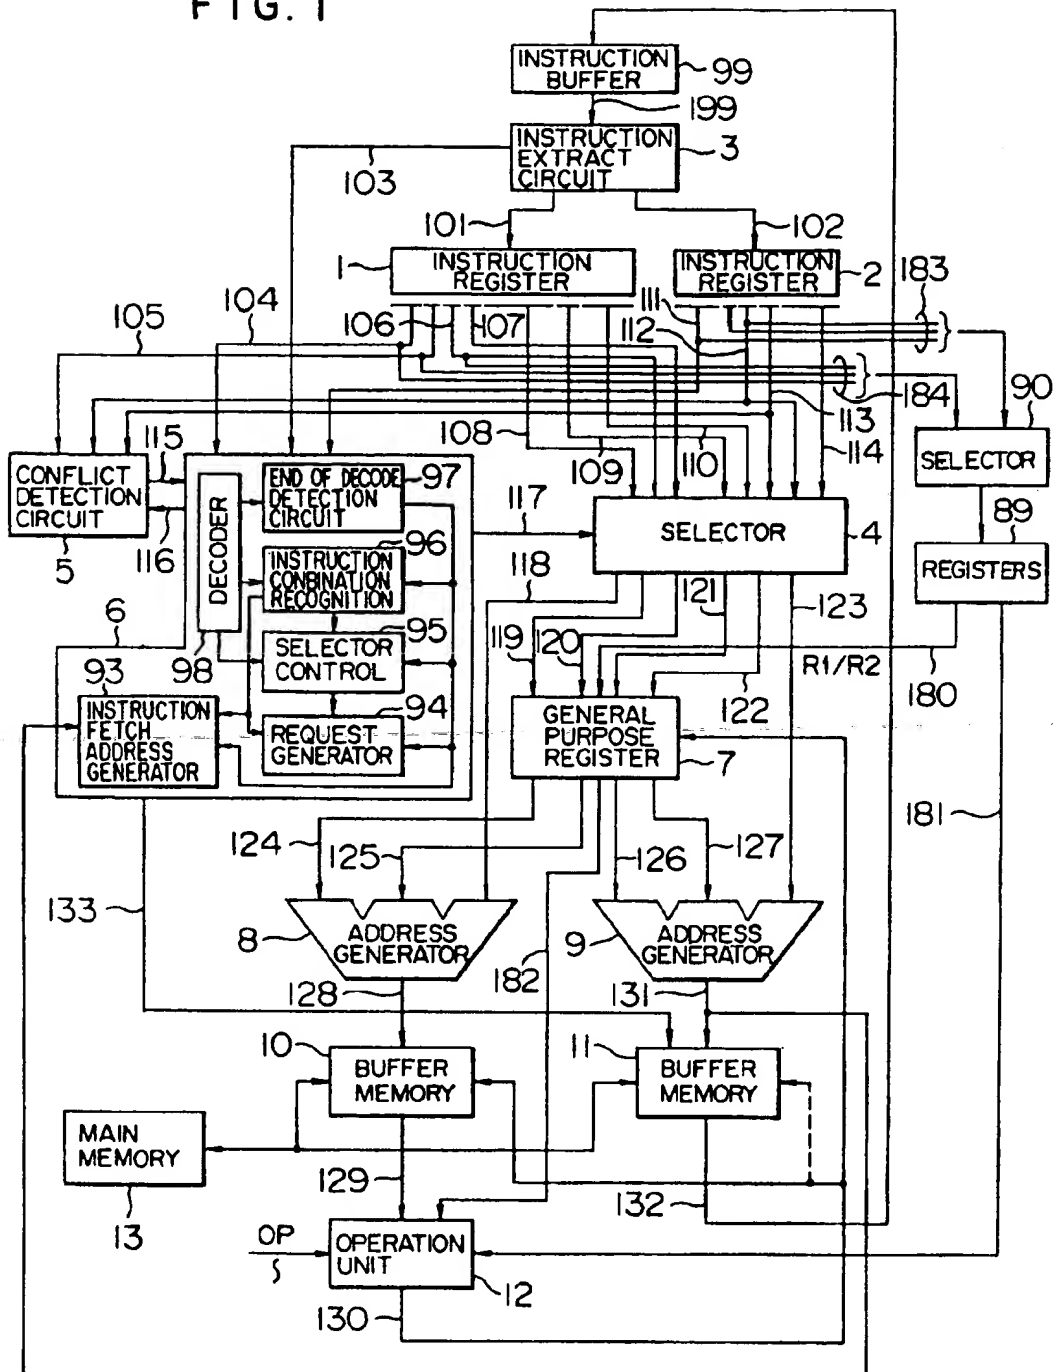 FIG. 1
INSTRUCTION
BUFFER
99
199
INSTRUCTION
EXTRACT
CIRCUIT
3
103
101
102
1
INSTRUCTION
REGISTER
INSTRUCTION
REGISTER
2
183
104
105
106
107
111
112
184
113
90
108
109
110
114
SELECTOR
115
CONFLICT
DETECTION
CIRCUIT
5
116
DECODER
98
END OF DECODE
DETECTION
CIRCUIT
97
117
SELECTOR
4
89
REGISTERS
96
INSTRUCTION
CONBINATION
RECOGNITION
118
121
123
6
95
SELECTOR
CONTROL
119
120
R1/R2
180
122
93
INSTRUCTION
FETCH
ADDRESS
GENERATOR
94
REQUEST
GENERATOR
GENERAL
PURPOSE
REGISTER
7
181
124
125
126
127
133
8
ADDRESS
GENERATOR
9
ADDRESS
GENERATOR
128
182
131
10
BUFFER
MEMORY
11
BUFFER
MEMORY
MAIN
MEMORY
13
129
132
OP
OPERATION
UNIT
12
130